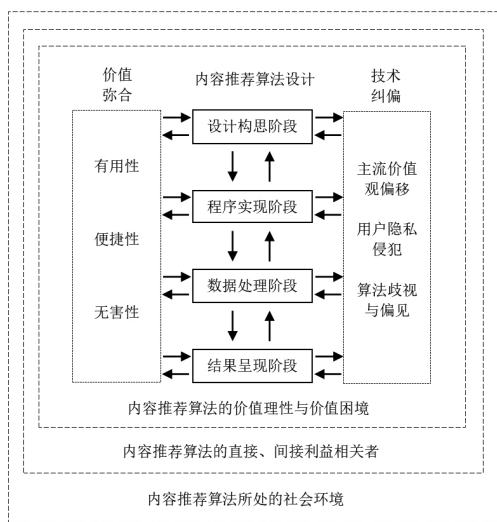 价值
弥合
内容推荐算法设计
技术
纠偏
设计构思阶段
有用性
主流价值
观偏移
程序实现阶段
便捷性
用户隐私
侵犯
数据处理阶段
无害性
算法歧视
与偏见
结果呈现阶段
内容推荐算法的价值理性与价值困境
内容推荐算法的直接、间接利益相关者
内容推荐算法所处的社会环境